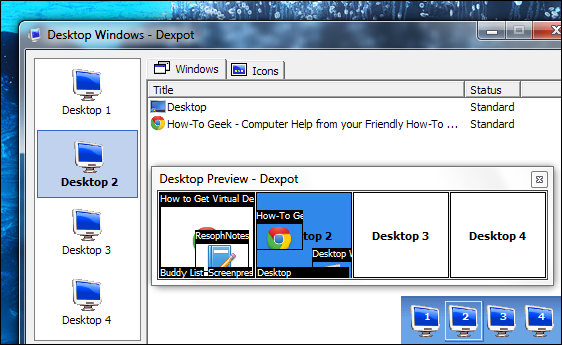 Desktop Windows - Dexpot
Desktop 1
Desktop 2
Desktop 3
Desktop 4
Windows
Icons
Title Status
Desktop Standard
How-To Geek - Computer Help from your Friendly How-To ... Standard
Desktop Preview - Dexpot
How to Get Virtual De
ResophNotes
Buddy List Screenpres
How-To Ge
top 2
Desktop W
Desktop
Desktop 3
Desktop 4
1 2 3 4